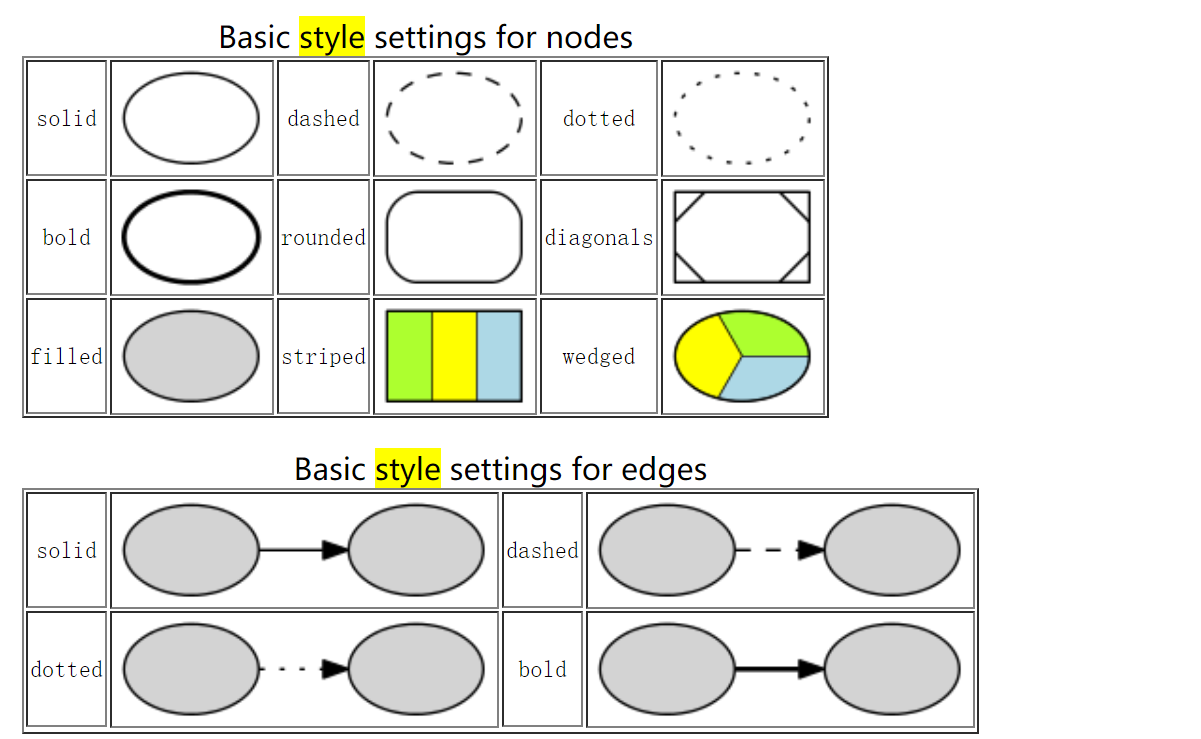 Basic style settings for nodes
solid dashed dotted
bold rounded diagonals
filled striped wedged
Basic style settings for edges
solid dashed
dotted bold